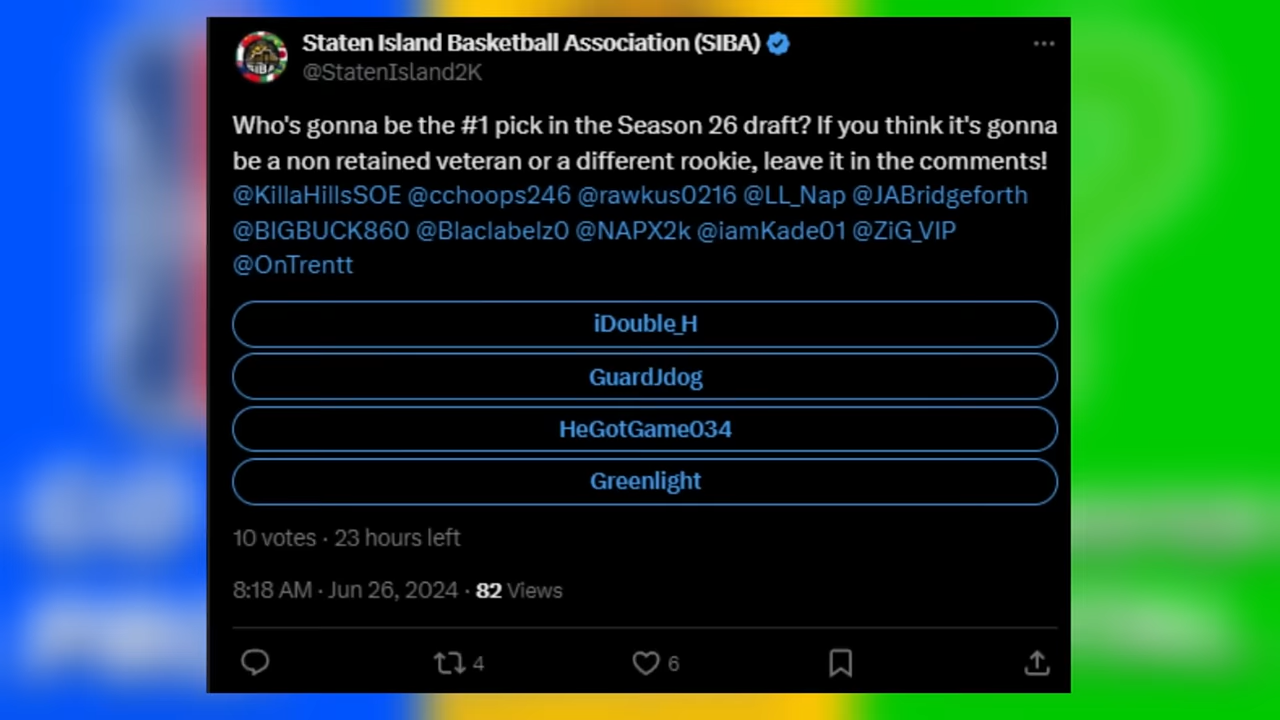 Staten Island Basketball Association (SIBA)
@StatenIsland2K
Who's gonna be the #1 pick in the Season 26 draft? If you think it's gonna
be a non retained veteran or a different rookie, leave it in the comments!
@KillaHillsSOE @cchoops246 @rawkus0216 @LL_Nap @JABridgeforth
@BIGBUCK860 @Blaclabelz0 @NAPX2k @iamKade01 @ZiG_VIP
@OnTrentt
iDouble_H
GuardJdog
HeGotGame034
Greenlight
10 votes · 23 hours left
8:18 AM · Jun 26, 2024 · 82 Views
4
6